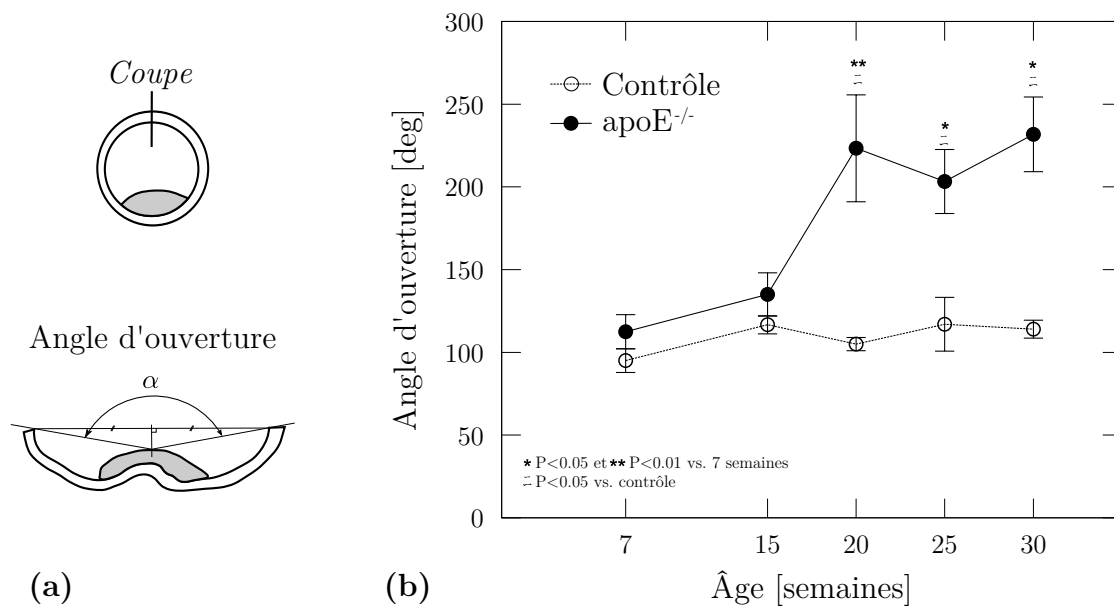 Coupe
Angle d'ouverture
α
(a)
300
250
200
150
100
50
0
Angle d'ouverture [deg]
Contrôle
apoE-/-
**
*
*
* P<0.05 et ** P<0.01 vs. 7 semaines
P<0.05 vs. contrôle
7 15 20 25 30
Âge [semaines]
(b)